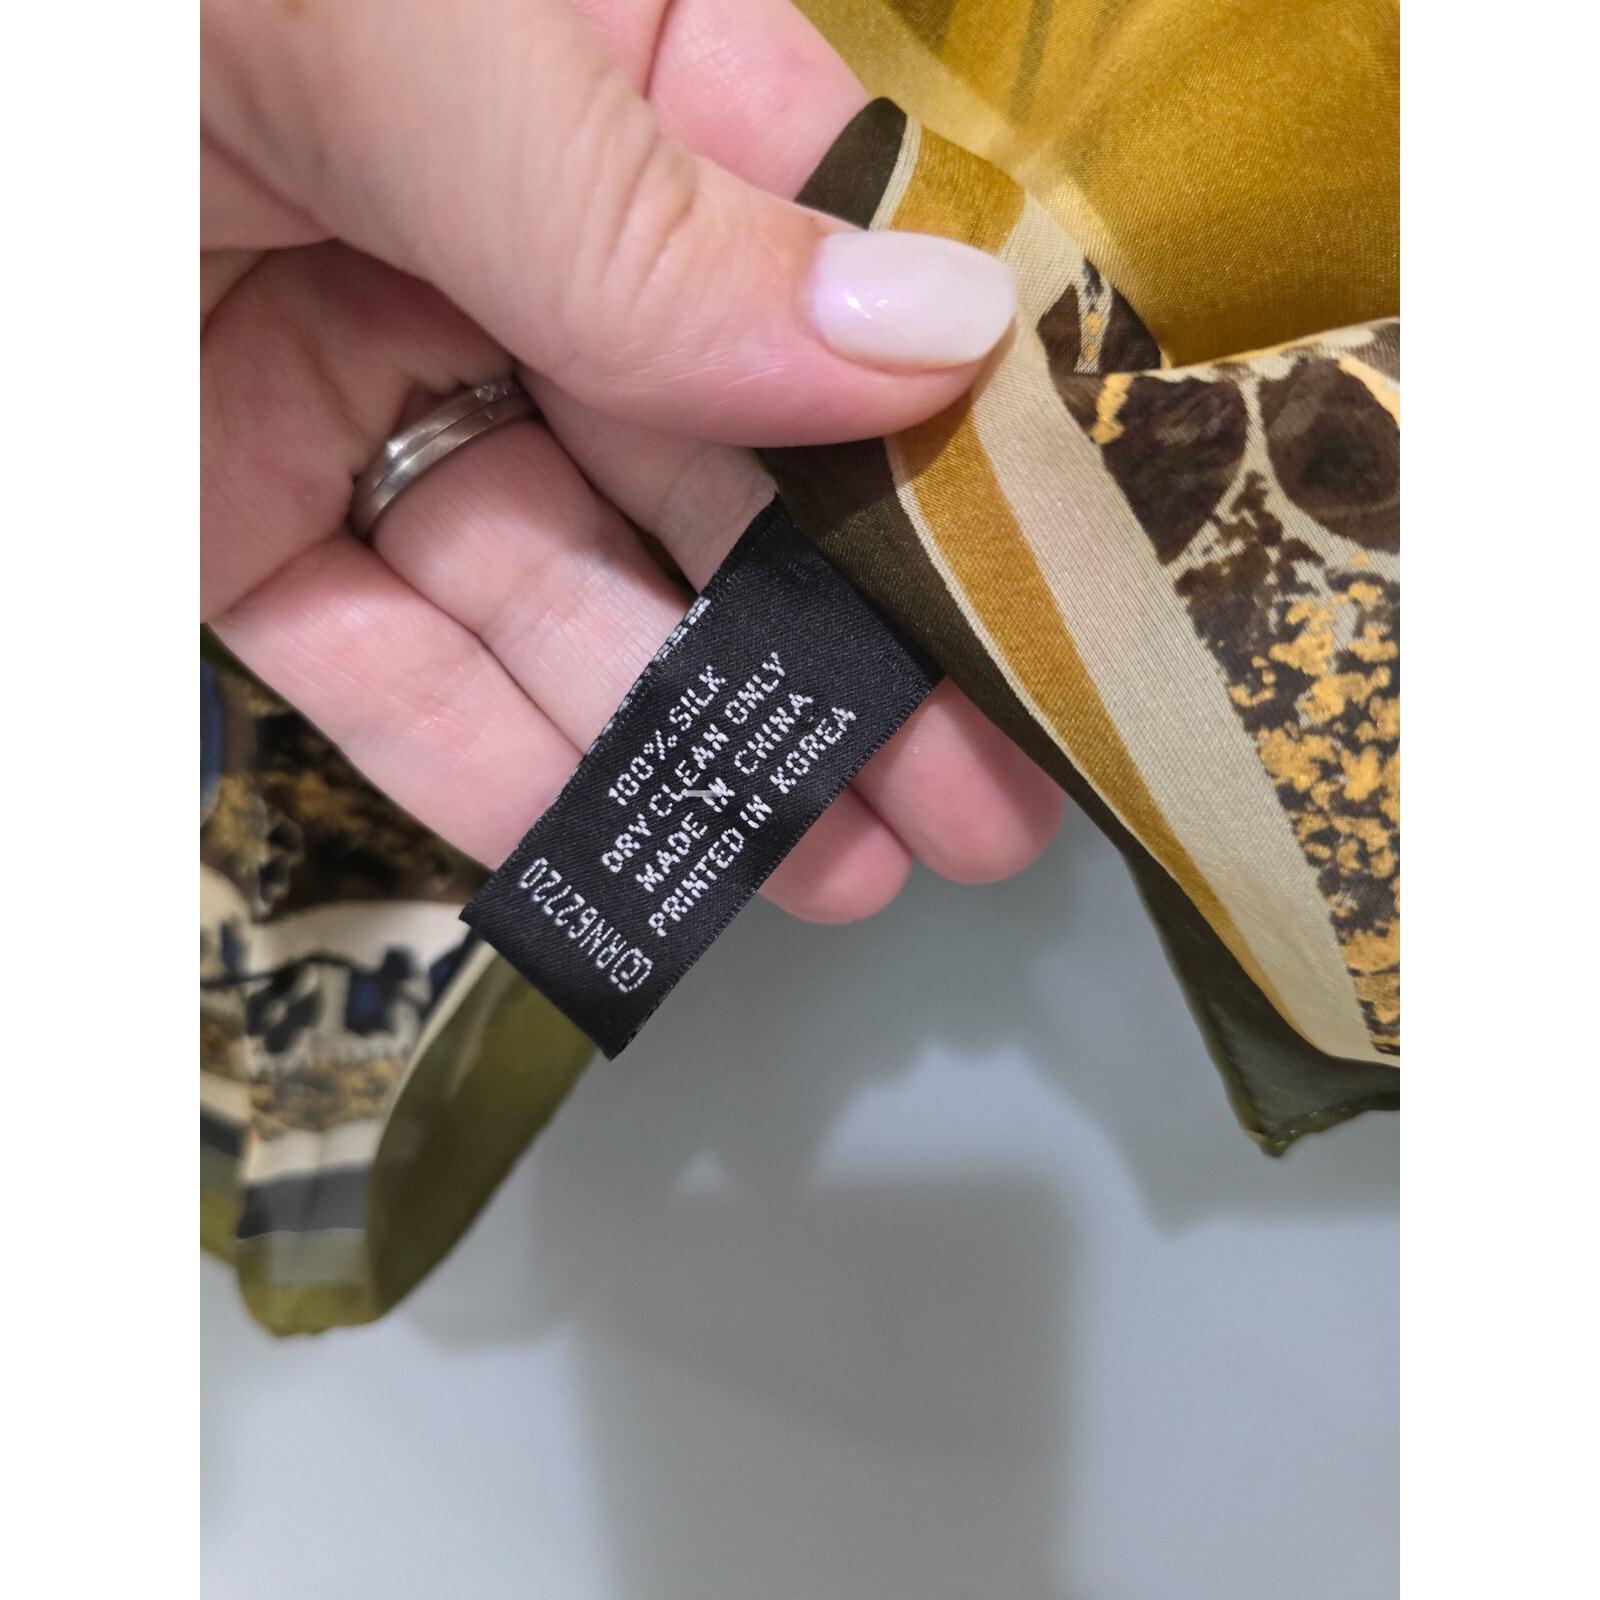 100% SILK
DRY CLEAN ONLY
MADE IN CHINA
PRINTED IN KOREA
(S)RN62720